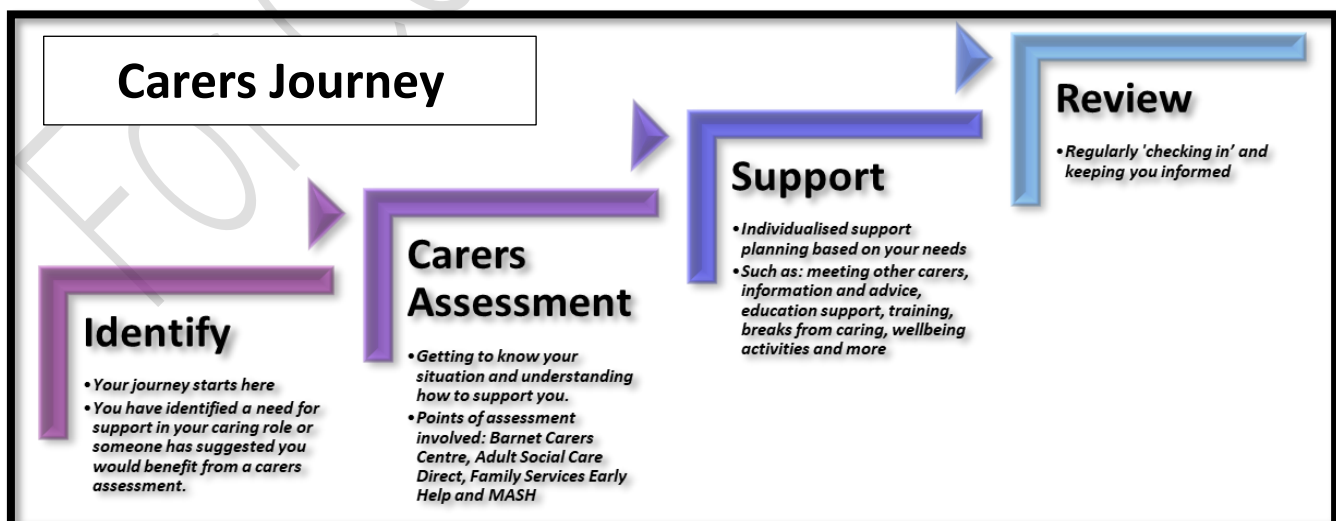 Carers Journey
Identify
•Your journey starts here
•You have identified a need for
support in your caring role or
someone has suggested you
would benefit from a carers
assessment.
Carers
Assessment
•Getting to know your
situation and understanding
how to support you.
•Points of assessment
involved: Barnet Carers
Centre, Adult Social Care
Direct, Family Services Early
Help and MASH
Support
•Individualised support
planning based on your needs
•Such as: meeting other carers,
information and advice,
education support, training,
breaks from caring, wellbeing
activities and more
Review
•Regularly 'checking in’ and
keeping you informed